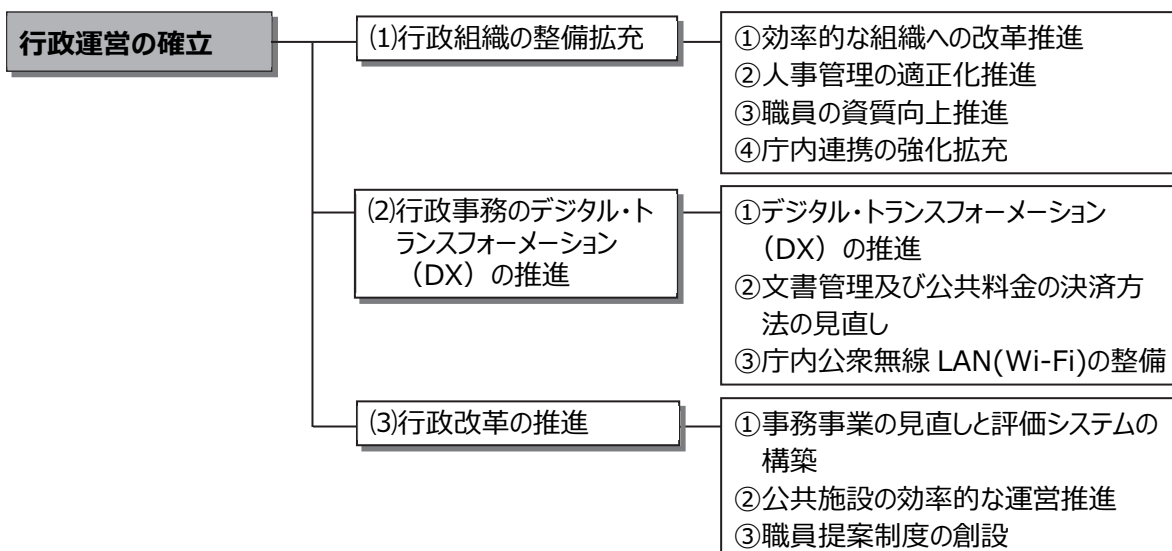 行政運営の確立
⑴行政組織の整備拡充
①効率的な組織への改革推進
②人事管理の適正化推進
③職員の資質向上推進
④庁内連携の強化拡充
⑵行政事務のデジタル・ト
ランスフォーメーション
（DX）の推進
①デジタル・トランスフォーメーション
（DX）の推進
②文書管理及び公共料金の決済方
法の見直し
③庁内公衆無線 LAN(Wi-Fi)の整備
⑶行政改革の推進
①事務事業の見直しと評価システムの
構築
②公共施設の効率的な運営推進
③職員提案制度の創設